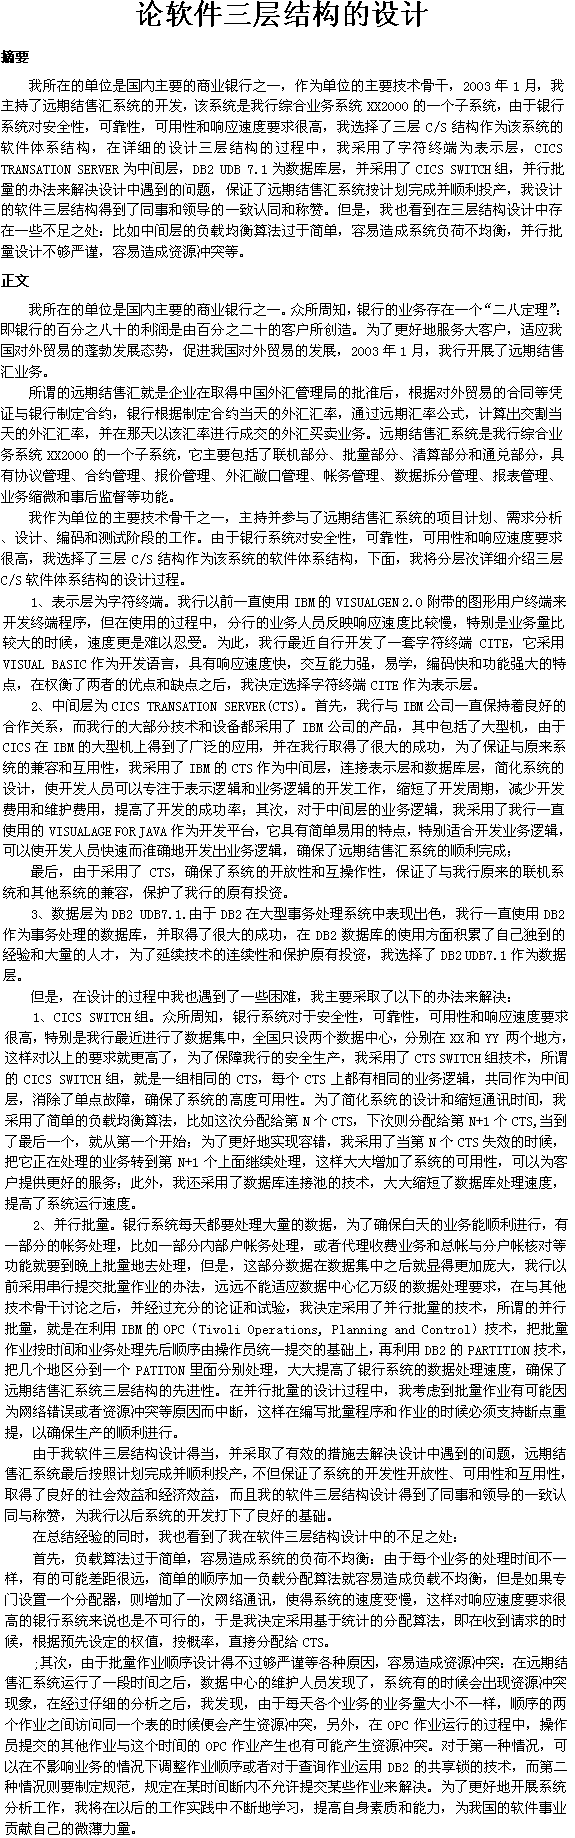 论软件三层结构的设计
摘要
我所在的单位是国内主要的商业银行之一，作为单位的主要技术骨干，2003 年 1 月，我
主持了远期结售汇系统的开发，该系统是我行综合业务系统 XX2000 的一个子系统，由于银行
系统对安全性，可靠性，可用性和响应速度要求很高，我选择了三层 C/S 结构作为该系统的
软件体系结构，在详细的设计三层结构的过程中，我采用了字符终端为表示层，CICS
TRANSATION SERVER 为中间层，DB2 UDB 7.1 为数据库层，并采用了 CICS SWITCH 组，并行批
量的办法来解决设计中遇到的问题，保证了远期结售汇系统按计划完成并顺利投产，我设计
的软件三层结构得到了同事和领导的一致认同和称赞。但是，我也看到在三层结构设计中存
在一些不足之处：比如中间层的负载均衡算法过于简单，容易造成系统负荷不均衡，并行批
量设计不够严谨，容易造成资源冲突等。
正文
我所在的单位是国内主要的商业银行之一。众所周知，银行的业务存在一个“二八定理”：
即银行的百分之八十的利润是由百分之二十的客户所创造。为了更好地服务大客户，适应我
国对外贸易的蓬勃发展态势，促进我国对外贸易的发展，2003 年 1 月，我行开展了远期结售
汇业务。
所谓的远期结售汇就是企业在取得中国外汇管理局的批准后，根据对外贸易的合同等凭
证与银行制定合约，银行根据制定合约当天的外汇汇率，通过远期汇率公式，计算出交割当
天的外汇汇率，并在那天以该汇率进行成交的外汇买卖业务。远期结售汇系统是我行综合业
务系统 XX2000 的一个子系统，它主要包括了联机部分、批量部分、清算部分和通兑部分，具
有协议管理、合约管理、报价管理、外汇敞口管理、帐务管理、数据拆分管理、报表管理、
业务缩微和事后监督等功能。
我作为单位的主要技术骨干之一，主持并参与了远期结售汇系统的项目计划、需求分析
、设计、编码和测试阶段的工作。由于银行系统对安全性，可靠性，可用性和响应速度要求
很高，我选择了三层 C/S 结构作为该系统的软件体系结构，下面，我将分层次详细介绍三层
C/S 软件体系结构的设计过程。
1、表示层为字符终端。我行以前一直使用 IBM 的 VISUALGEN 2.0 附带的图形用户终端来
开发终端程序，但在使用的过程中，分行的业务人员反映响应速度比较慢，特别是业务量比
较大的时候，速度更是难以忍受。为此，我行最近自行开发了一套字符终端 CITE，它采用
VISUAL BASIC 作为开发语言，具有响应速度快，交互能力强，易学，编码快和功能强大的特
点，在权衡了两者的优点和缺点之后，我决定选择字符终端 CITE 作为表示层。
2、中间层为 CICS TRANSATION SERVER(CTS)。首先，我行与 IBM 公司一直保持着良好的
合作关系，而我行的大部分技术和设备都采用了 IBM 公司的产品，其中包括了大型机，由于
CICS 在 IBM 的大型机上得到了广泛的应用，并在我行取得了很大的成功，为了保证与原来系
统的兼容和互用性，我采用了 IBM 的 CTS 作为中间层，连接表示层和数据库层，简化系统的
设计，使开发人员可以专注于表示逻辑和业务逻辑的开发工作，缩短了开发周期，减少开发
费用和维护费用，提高了开发的成功率；其次，对于中间层的业务逻辑，我采用了我行一直
使用的 VISUALAGE FOR JAVA 作为开发平台，它具有简单易用的特点，特别适合开发业务逻辑，
可以使开发人员快速而准确地开发出业务逻辑，确保了远期结售汇系统的顺利完成；
最后，由于采用了 CTS，确保了系统的开放性和互操作性，保证了与我行原来的联机系
统和其他系统的兼容，保护了我行的原有投资。
3、数据层为 DB2 UDB7.1.由于 DB2 在大型事务处理系统中表现出色，我行一直使用 DB2
作为事务处理的数据库，并取得了很大的成功，在 DB2 数据库的使用方面积累了自己独到的
经验和大量的人才，为了延续技术的连续性和保护原有投资，我选择了 DB2 UDB7.1 作为数据
层。
但是，在设计的过程中我也遇到了一些困难，我主要采取了以下的办法来解决：
1、CICS SWITCH 组。众所周知，银行系统对于安全性，可靠性，可用性和响应速度要求
很高，特别是我行最近进行了数据集中，全国只设两个数据中心，分别在 XX 和 YY 两个地方，
这样对以上的要求就更高了，为了保障我行的安全生产，我采用了 CTS SWITCH 组技术，所谓
的 CICS SWITCH 组，就是一组相同的 CTS，每个 CTS 上都有相同的业务逻辑，共同作为中间
层，消除了单点故障，确保了系统的高度可用性。为了简化系统的设计和缩短通讯时间，我
采用了简单的负载均衡算法，比如这次分配给第 N 个 CTS，下次则分配给第 N+1 个 CTS,当到
了最后一个，就从第一个开始；为了更好地实现容错，我采用了当第 N 个 CTS 失效的时候，
把它正在处理的业务转到第 N+1 个上面继续处理，这样大大增加了系统的可用性，可以为客
户提供更好的服务；此外，我还采用了数据库连接池的技术，大大缩短了数据库处理速度，
提高了系统运行速度。
2、并行批量。银行系统每天都要处理大量的数据，为了确保白天的业务能顺利进行，有
一部分的帐务处理，比如一部分内部户帐务处理，或者代理收费业务和总帐与分户帐核对等
功能就要到晚上批量地去处理，但是，这部分数据在数据集中之后就显得更加庞大，我行以
前采用串行提交批量作业的办法，远远不能适应数据中心亿万级的数据处理要求，在与其他
技术骨干讨论之后，并经过充分的论证和试验，我决定采用了并行批量的技术，所谓的并行
批量，就是在利用 IBM 的 OPC（Tivoli Operations, Planning and Control）技术，把批量
作业按时间和业务处理先后顺序由操作员统一提交的基础上，再利用 DB2 的 PARTITION 技术，
把几个地区分到一个 PATITON 里面分别处理，大大提高了银行系统的数据处理速度，确保了
远期结售汇系统三层结构的先进性。在并行批量的设计过程中，我考虑到批量作业有可能因
为网络错误或者资源冲突等原因而中断，这样在编写批量程序和作业的时候必须支持断点重
提，以确保生产的顺利进行。
由于我软件三层结构设计得当，并采取了有效的措施去解决设计中遇到的问题，远期结
售汇系统最后按照计划完成并顺利投产，不但保证了系统的开发性开放性、可用性和互用性，
取得了良好的社会效益和经济效益，而且我的软件三层结构设计得到了同事和领导的一致认
同与称赞，为我行以后系统的开发打下了良好的基础。
在总结经验的同时，我也看到了我在软件三层结构设计中的不足之处：
首先，负载算法过于简单，容易造成系统的负荷不均衡：由于每个业务的处理时间不一
样，有的可能差距很远，简单的顺序加一负载分配算法就容易造成负载不均衡，但是如果专
门设置一个分配器，则增加了一次网络通讯，使得系统的速度变慢，这样对响应速度要求很
高的银行系统来说也是不可行的，于是我决定采用基于统计的分配算法，即在收到请求的时
候，根据预先设定的权值，按概率，直接分配给 CTS。
;其次，由于批量作业顺序设计得不过够严谨等各种原因，容易造成资源冲突：在远期结
售汇系统运行了一段时间之后，数据中心的维护人员发现了，系统有的时候会出现资源冲突
现象，在经过仔细的分析之后，我发现，由于每天各个业务的业务量大小不一样，顺序的两
个作业之间访问同一个表的时候便会产生资源冲突，另外，在 OPC 作业运行的过程中，操作
员提交的其他作业与这个时间的 OPC 作业产生也有可能产生资源冲突。对于第一种情况，可
以在不影响业务的情况下调整作业顺序或者对于查询作业运用 DB2 的共享锁的技术，而第二
种情况则要制定规范，规定在某时间断内不允许提交某些作业来解决。为了更好地开展系统
分析工作，我将在以后的工作实践中不断地学习，提高自身素质和能力，为我国的软件事业
贡献自己的微薄力量。